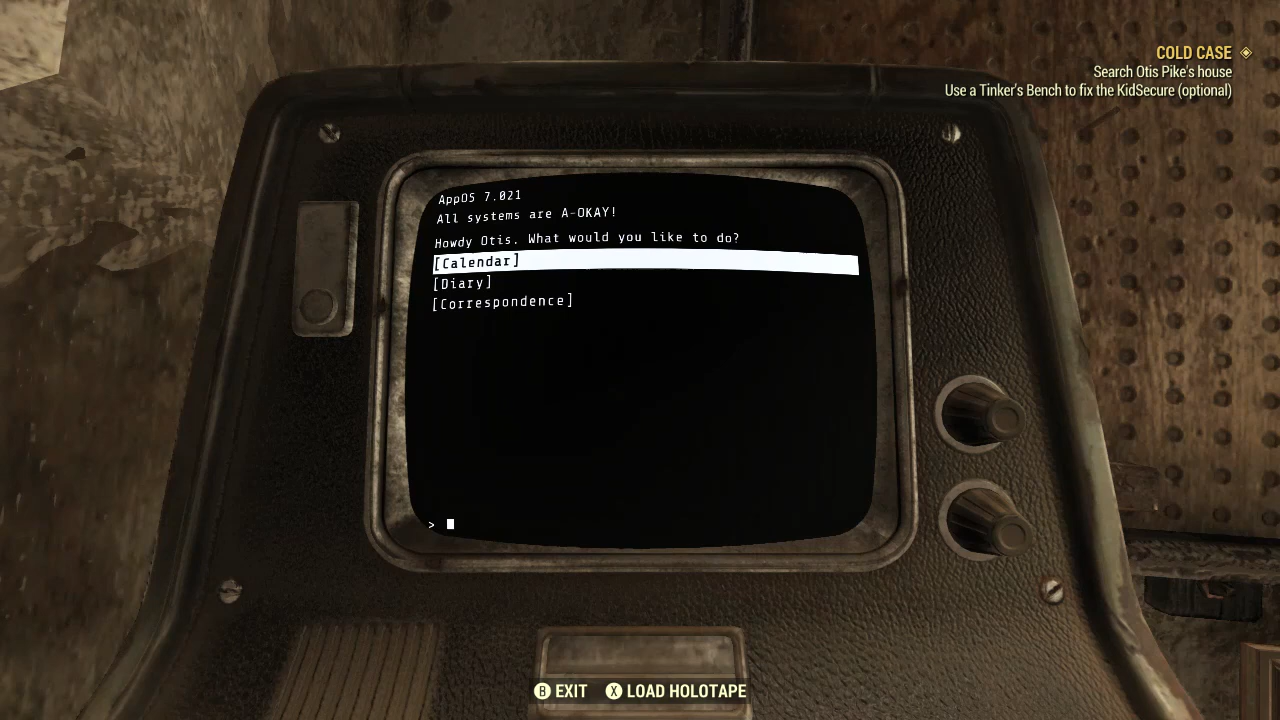 COLD CASE
Search Otis Pike's house
Use a Tinker's Bench to fix the KidSecure (optional)
AppOS 7.021
All systems are A-OKAY!
Howdy Otis. What would you like to do?
[Calendar]
[Diary]
[Correspondence]
>
B EXIT X LOAD HOLOTAPE